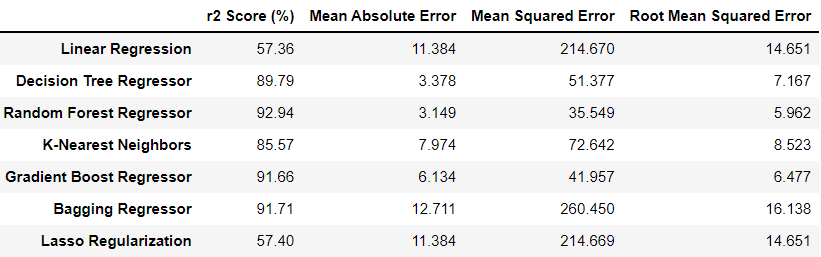 r2 Score (%) Mean Absolute Error Mean Squared Error Root Mean Squared Error
Linear Regression 57.36 11.384 214.670 14.651
Decision Tree Regressor 89.79 3.378 51.377 7.167
Random Forest Regressor 92.94 3.149 35.549 5.962
K-Nearest Neighbors 85.57 7.974 72.642 8.523
Gradient Boost Regressor 91.66 6.134 41.957 6.477
Bagging Regressor 91.71 12.711 260.450 16.138
Lasso Regularization 57.40 11.384 214.669 14.651